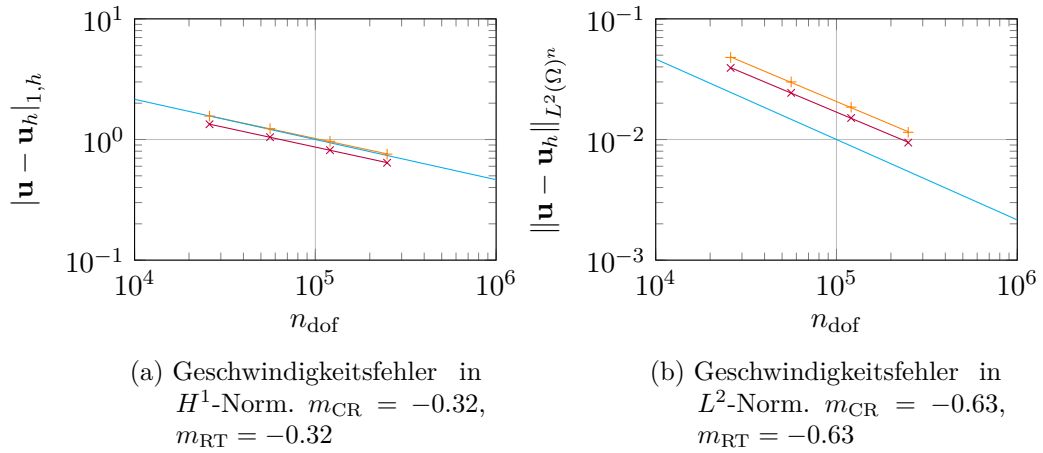 10^1
10^0
10^{-1}
10^4
10^5
10^6
n_dof
|u − u_h|_{1,h}
(a) Geschwindigkeitsfehler in
H^1-Norm. m_CR = −0.32,
m_RT = −0.32
10^{-1}
10^{-2}
10^{-3}
10^4
10^5
10^6
n_dof
‖u − u_h‖_{L^2(Ω)^n}
(b) Geschwindigkeitsfehler in
L^2-Norm. m_CR = −0.63,
m_RT = −0.63